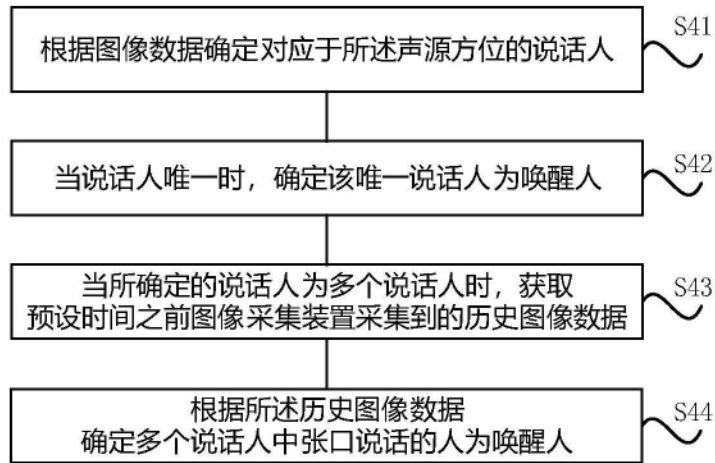 根据图像数据确定对应于所述声源方位的说话人
S41
当说话人唯一时，确定该唯一说话人为唤醒人
S42
当所确定的说话人为多个说话人时，获取
预设时间之前图像采集装置采集到的历史图像数据
S43
根据所述历史图像数据
确定多个说话人中张口说话的人为唤醒人
S44